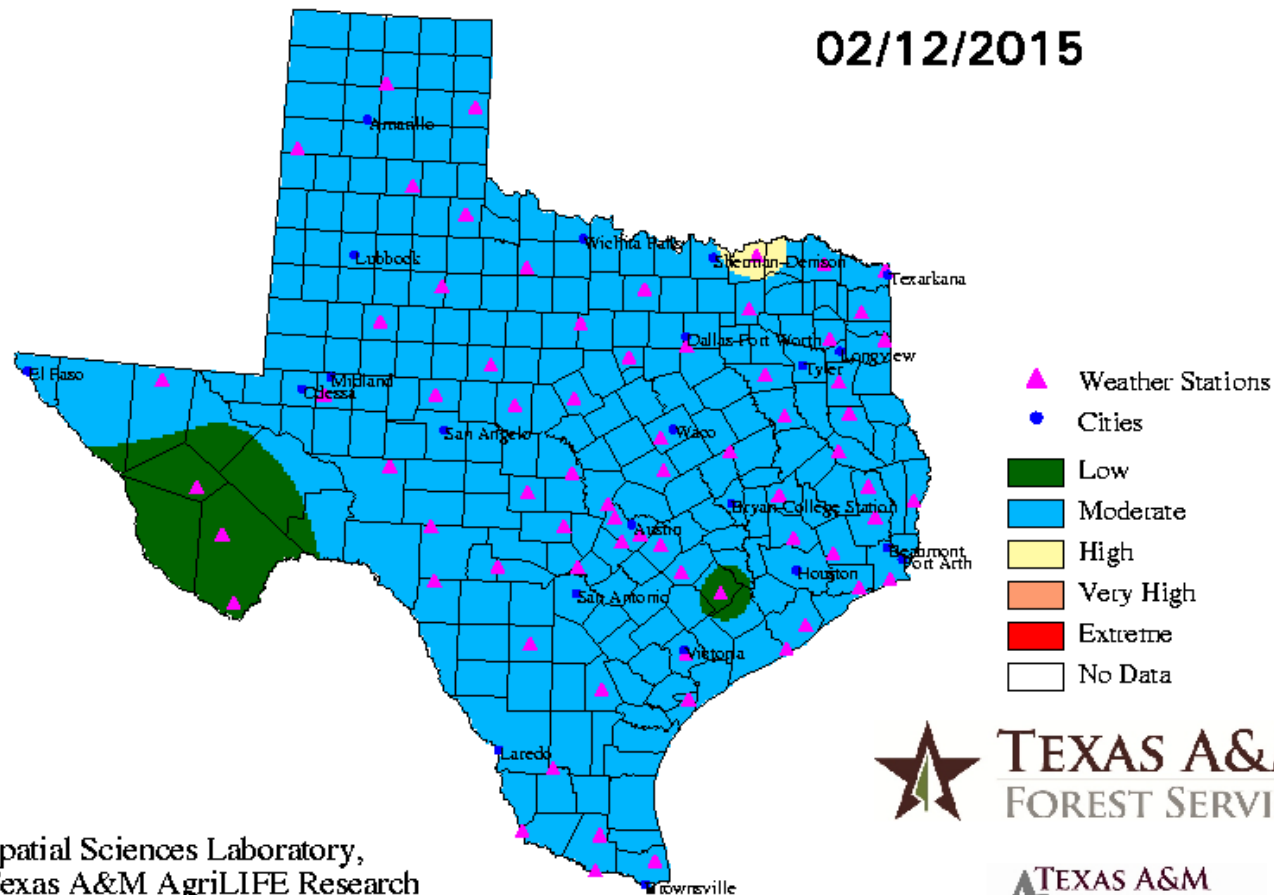 02/12/2015
Amarillo
Lubbock
Wichita Falls
Sherman-Denison
Texarkana
Dallas-Fort Worth
Longview
Tyler
El Paso
Midland
Odessa
San Angelo
Waco
Bryan-College Station
Austin
Beaumont
Port Arth
Houston
San Antonio
Victoria
Laredo
Brownsville
Weather Stations
Cities
Low
Moderate
High
Very High
Extreme
No Data
TEXAS A&
FOREST SERVI
patial Sciences Laboratory,
Texas A&M AgriLIFE Research
TEXAS A&M